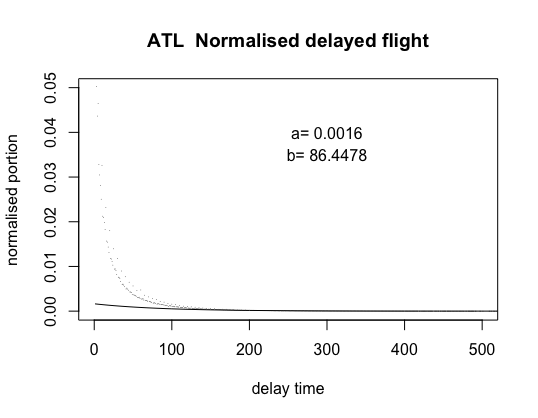 ATL  Normalised delayed flight
0.05
0.04
0.03
0.02
0.01
0.00
normalised portion
a= 0.0016
b= 86.4478
0 100 200 300 400 500
delay time